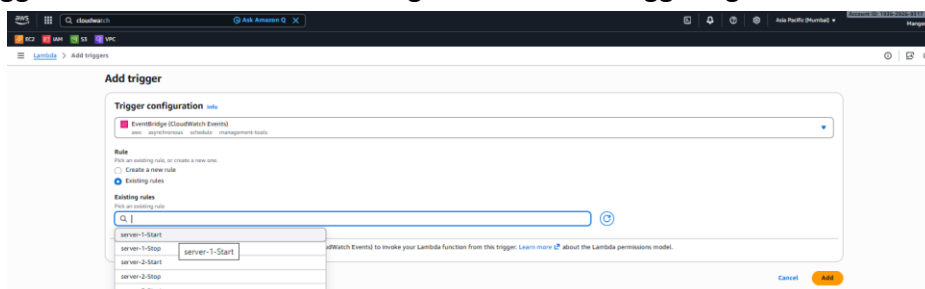 aws
cloudwatch
Ask Amazon Q
Asia Pacific (Mumbai)
EC2 IAM S3 VPC
Lambda > Add triggers
Add trigger
Trigger configuration Info
EventBridge (CloudWatch Events)
aws asynchronous schedule management-tools
Rule
Pick an existing rule, or create a new one.
Create a new rule
Existing rules
Existing rules
Pick an existing rule
server-1-Start
server-1-Stop
server-1-Start
server-2-Start
server-2-Stop
to invoke your Lambda function from this trigger. Learn more about the Lambda permissions model.
Cancel Add